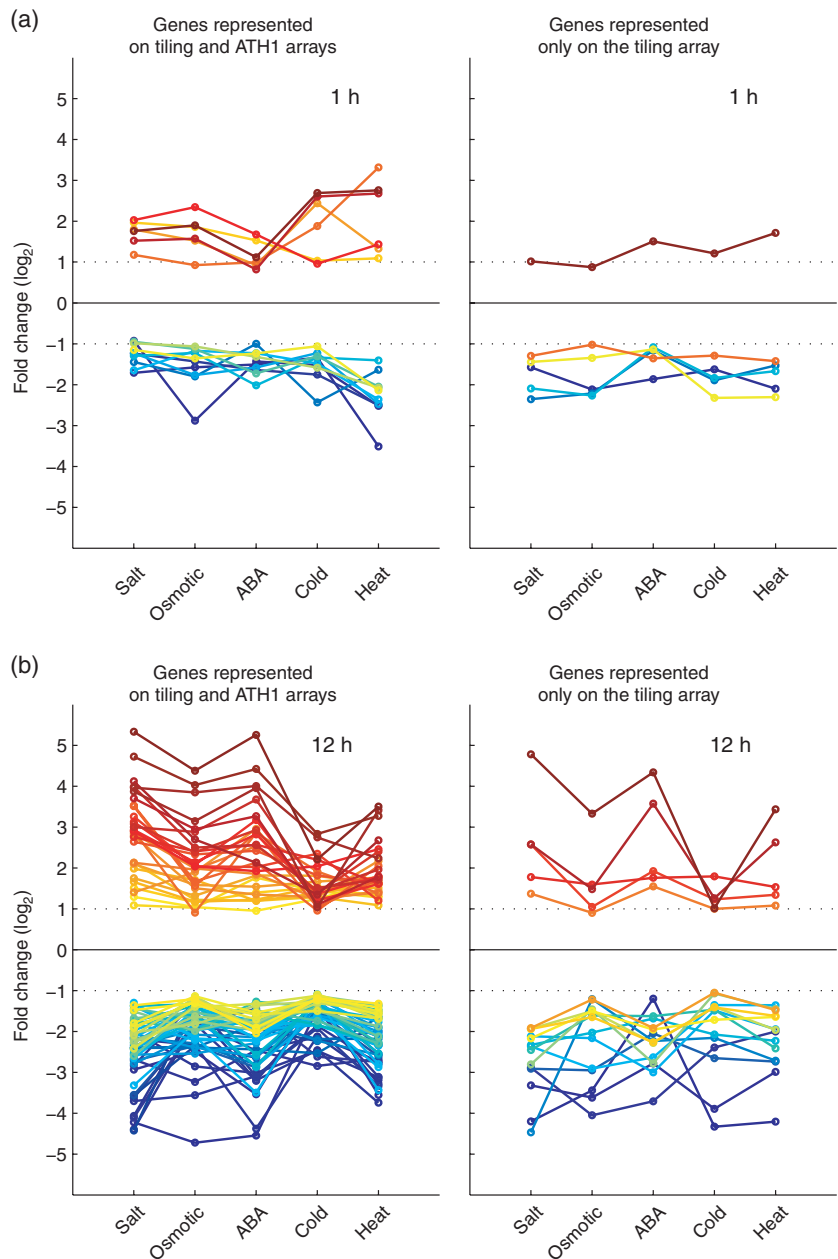 (a)
Genes represented
on tiling and ATH1 arrays
Genes represented
only on the tiling array
1 h
1 h
5
4
3
2
1
0
−1
−2
−3
−4
−5
Fold change (log2)
Salt
Osmotic
ABA
Cold
Heat
Salt
Osmotic
ABA
Cold
Heat
(b)
Genes represented
on tiling and ATH1 arrays
Genes represented
only on the tiling array
12 h
12 h
5
4
3
2
1
0
−1
−2
−3
−4
−5
Fold change (log2)
Salt
Osmotic
ABA
Cold
Heat
Salt
Osmotic
ABA
Cold
Heat